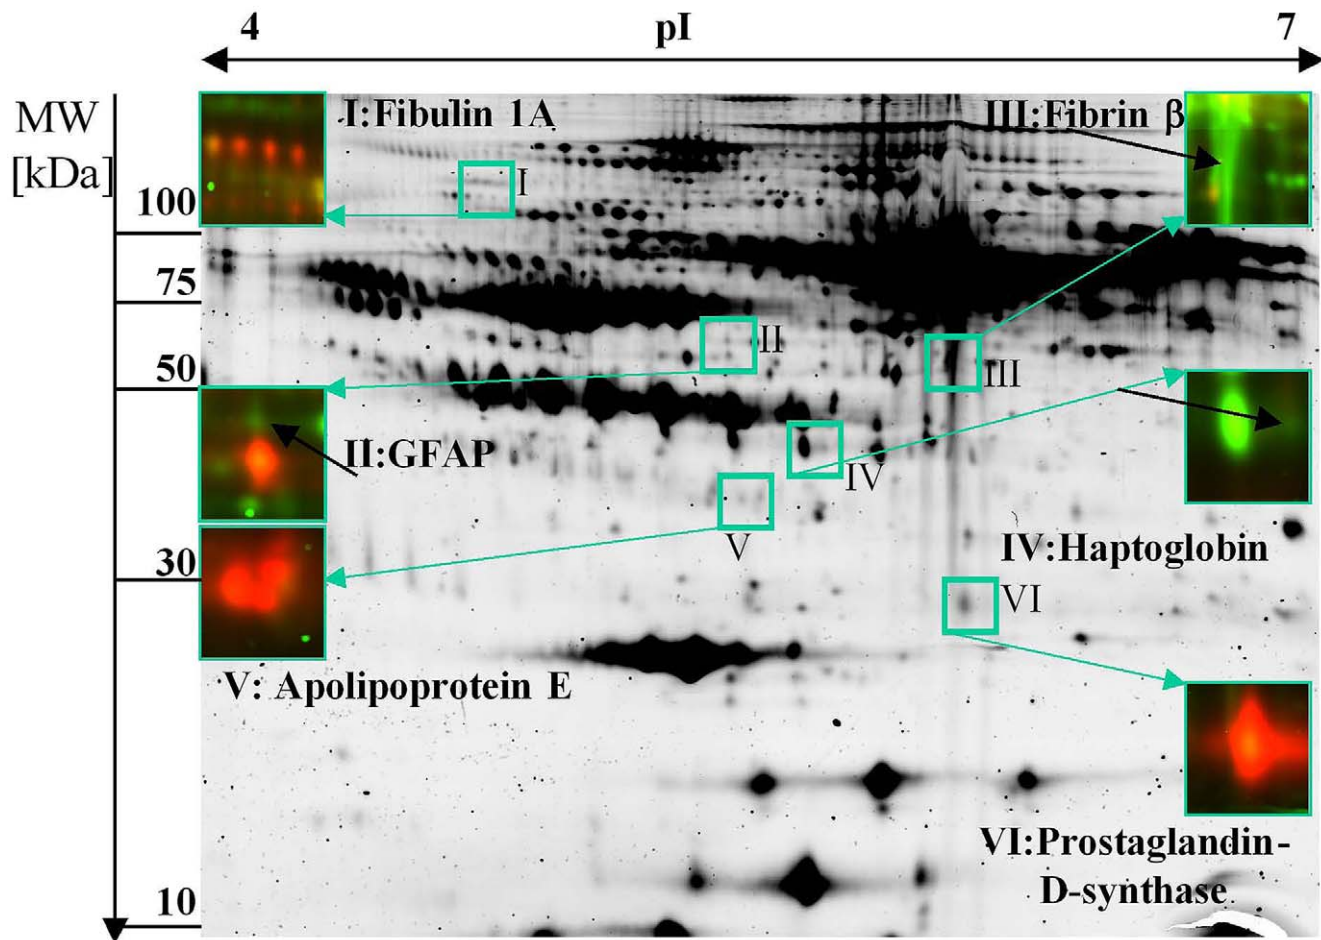 4 pI 7
MW
[kDa]
I:Fibulin 1A
III:Fibrin β
I
100
75
II
50
III
II:GFAP
IV
V
IV:Haptoglobin
30
VI
V: Apolipoprotein E
VI:Prostaglandin-
D-synthase
10